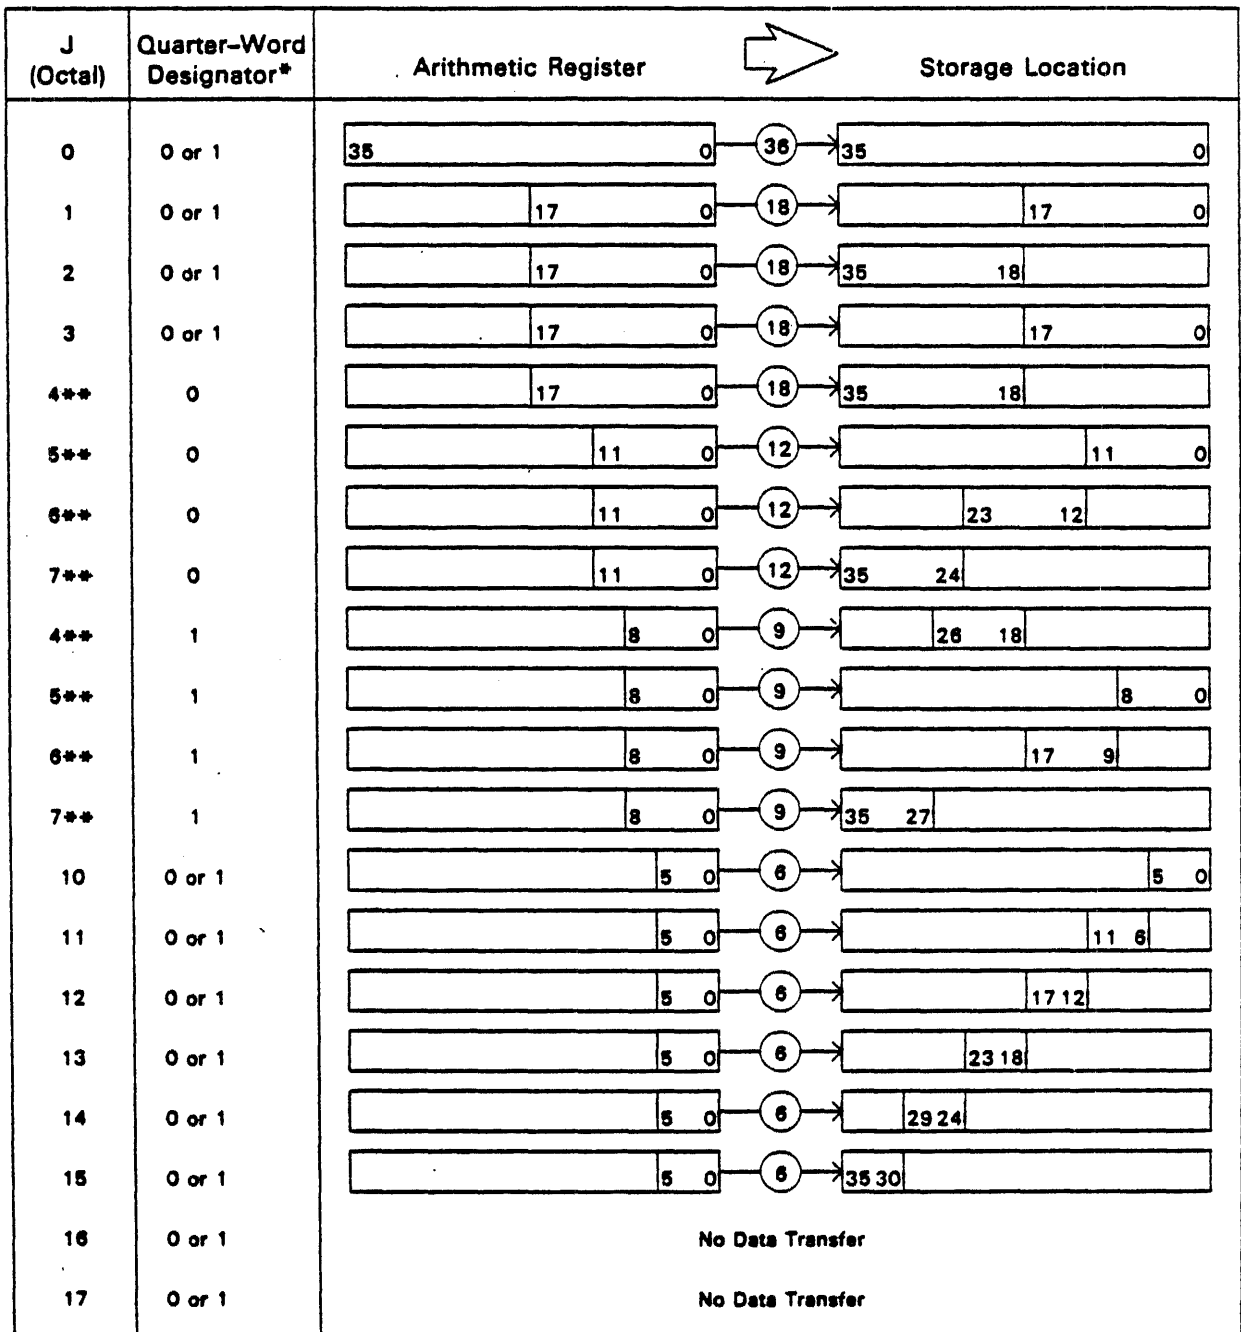 J (Octal) Quarter-Word Designator* Arithmetic Register Storage Location
0 0 or 1 35 0 36 35 0
1 0 or 1 17 0 18 17 0
2 0 or 1 17 0 18 35 18
3 0 or 1 17 0 18 17 0
4** 0 17 0 18 35 18
5** 0 11 0 12 11 0
6** 0 11 0 12 23 12
7** 0 11 0 12 35 24
4** 1 8 0 9 26 18
5** 1 8 0 9 8 0
6** 1 8 0 9 17 9
7** 1 8 0 9 35 27
10 0 or 1 5 0 6 5 0
11 0 or 1 5 0 6 11 6
12 0 or 1 5 0 6 17 12
13 0 or 1 5 0 6 23 18
14 0 or 1 5 0 6 29 24
15 0 or 1 5 0 6 35 30
16 0 or 1 No Data Transfer
17 0 or 1 No Data Transfer